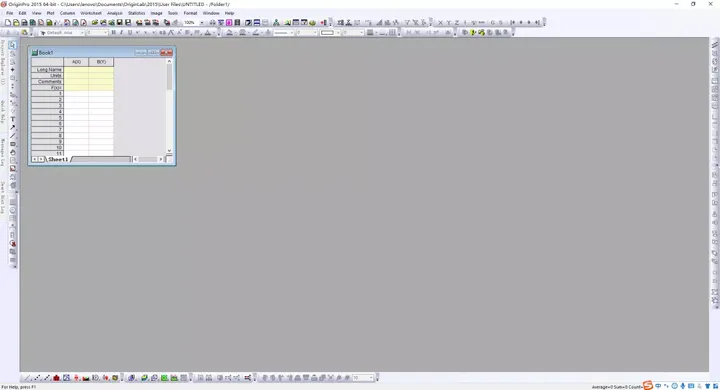 OriginPro 2015 64-bit - C:\Users\lenovo\Documents\OriginLab\2015\User Files\UNTITLED - /Folder1/
File Edit View Plot Column Worksheet Analysis Statistics Image Tools Format Window Help
100%
Default: Arial
Book1
A(X) B(Y)
Long Name
Units
Comments
F(x)=
1
2
3
4
5
6
7
8
9
10
11
Sheet1
For Help, press F1
Average=0 Sum=0 Count=